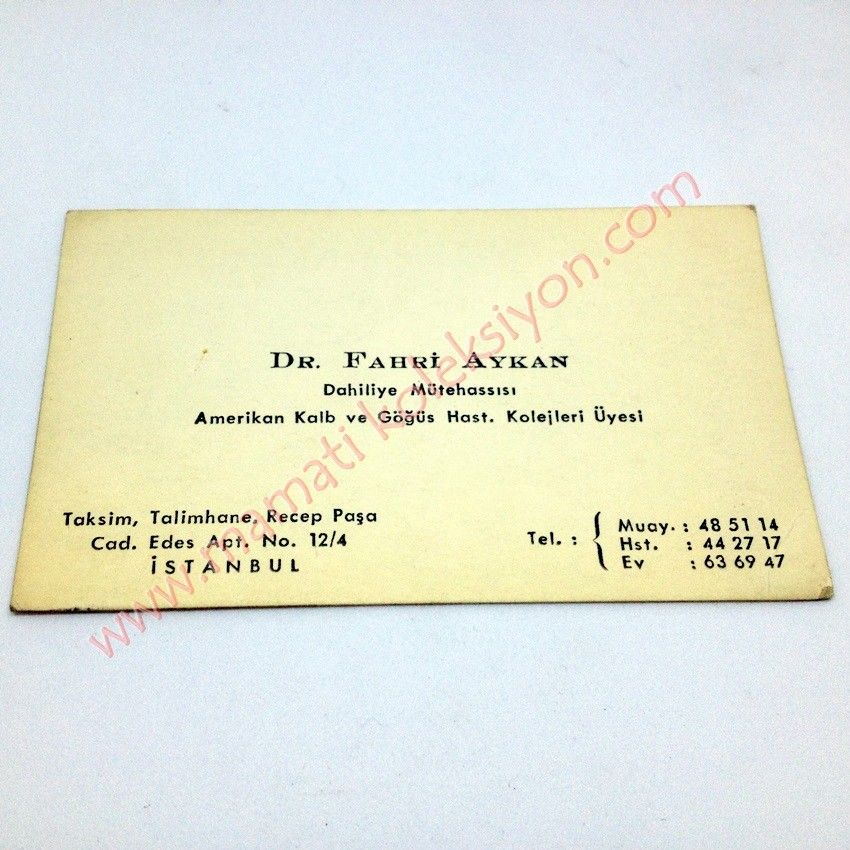 DR. FAHRİ AYKAN
Dahiliye Mütehassısı
Amerikan Kalb ve Göğüs Hast. Kolejleri Üyesi
Taksim, Talimhane, Recep Paşa
Cad. Edes Apt. No. 12/4
İSTANBUL
Tel. :
Muay. : 48 51 14
Hst. : 44 27 17
Ev : 63 69 47
www.mamatikoleksiyon.com